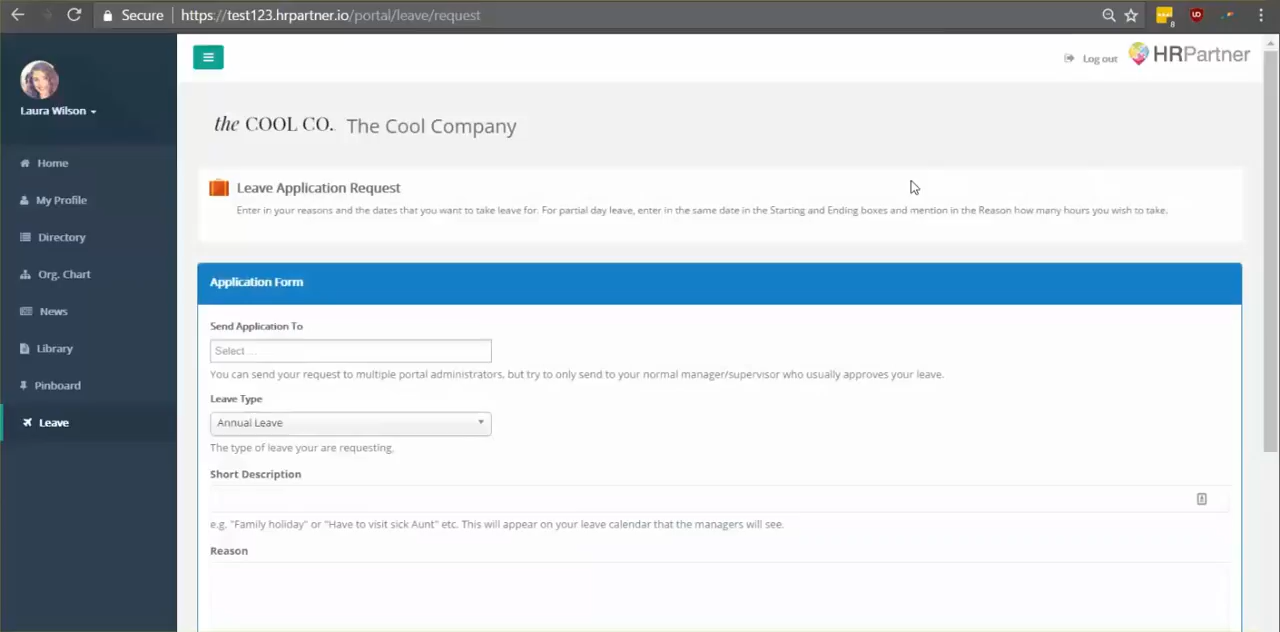 Secure https://test123.hrpartner.io/portal/leave/request
8
UD
Laura Wilson
Home
My Profile
Directory
Org. Chart
News
Library
Pinboard
Leave
Log out
HRPartner
the COOL CO. The Cool Company
Leave Application Request
Enter in your reasons and the dates that you want to take leave for. For partial day leave, enter in the same date in the Starting and Ending boxes and mention in the Reason how many hours you wish to take.
Application Form
Send Application To
Select ...
You can send your request to multiple portal administrators, but try to only send to your normal manager/supervisor who usually approves your leave.
Leave Type
Annual Leave
The type of leave your are requesting.
Short Description
e.g. "Family holiday" or "Have to visit sick Aunt" etc. This will appear on your leave calendar that the managers will see.
Reason